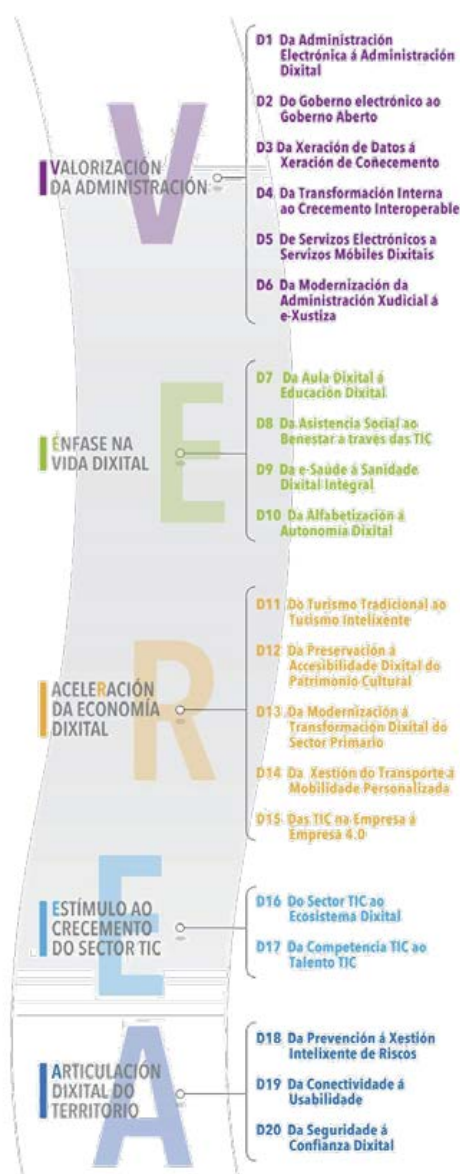 V
VALORIZACIÓN
DA ADMINISTRACIÓN
D1 Da Administración
Electrónica á Administración
Dixital
D2 Do Goberno electrónico ao
Goberno Aberto
D3 Da Xeración de Datos á
Xeración de Coñecemento
D4 Da Transformación Interna
ao Crecemento Interoperable
D5 De Servizos Electrónicos a
Servizos Móbiles Dixitais
D6 Da Modernización da
Administración Xudicial á
e-Xustiza
E
ÉNFASE NA
VIDA DIXITAL
D7 Da Aula Dixital á
Educación Dixital
D8 Da Asistencia Social ao
Benestar a través das TIC
D9 Da e-Saúde á Sanidade
Dixital Integral
D10 Da Alfabetización á
Autonomía Dixital
R
ACELERACIÓN
DA ECONOMÍA
DIXITAL
D11 Do Turismo Tradicional ao
Turismo Intelixente
D12 Da Preservación á
Accesibilidade Dixital do
Patrimonio Cultural
D13 Da Modernización á
Transformación Dixital do
Sector Primario
D14 Da Xestión do Transporte á
Mobilidade Personalizada
D15 Das TIC na Empresa á
Empresa 4.0
E
ESTÍMULO AO
CRECEMENTO
DO SECTOR TIC
D16 Do Sector TIC ao
Ecosistema Dixital
D17 Da Competencia TIC ao
Talento TIC
A
ARTICULACIÓN
DIXITAL DO
TERRITORIO
D18 Da Prevención á Xestión
Intelixente de Riscos
D19 Da Conectividade á
Usabilidade
D20 Da Seguridade á
Confianza Dixital